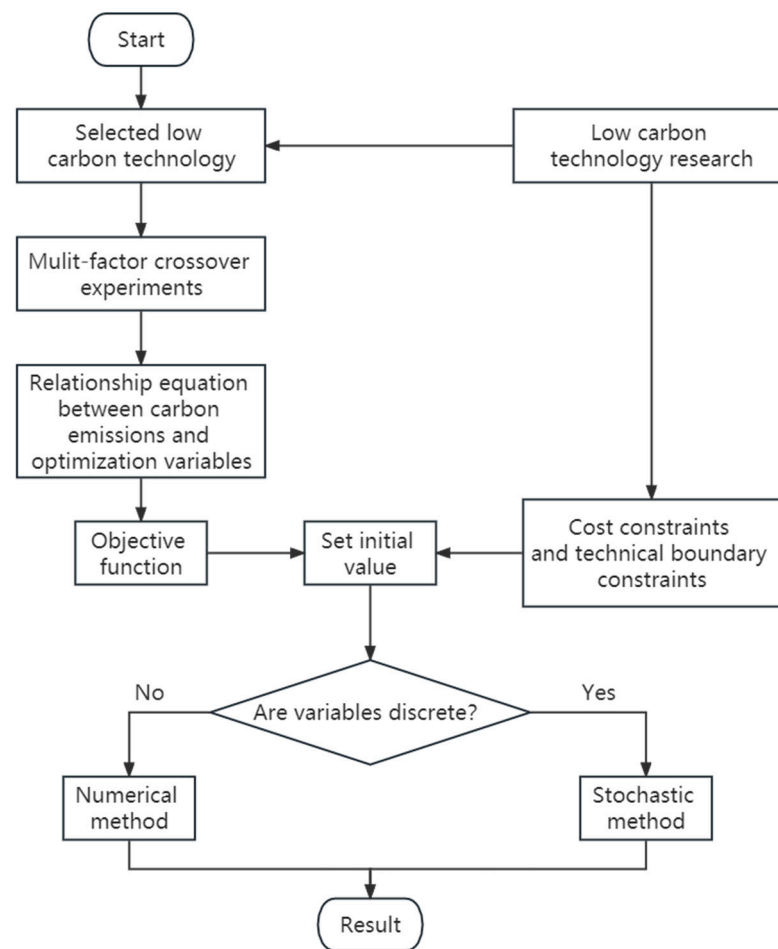 Start
Selected low
carbon technology
Low carbon
technology research
Mulit-factor crossover
experiments
Relationship equation
between carbon
emissions and
optimization variables
Objective
function
Set initial
value
Cost constraints
and technical boundary
constraints
No
Are variables discrete?
Yes
Numerical
method
Stochastic
method
Result